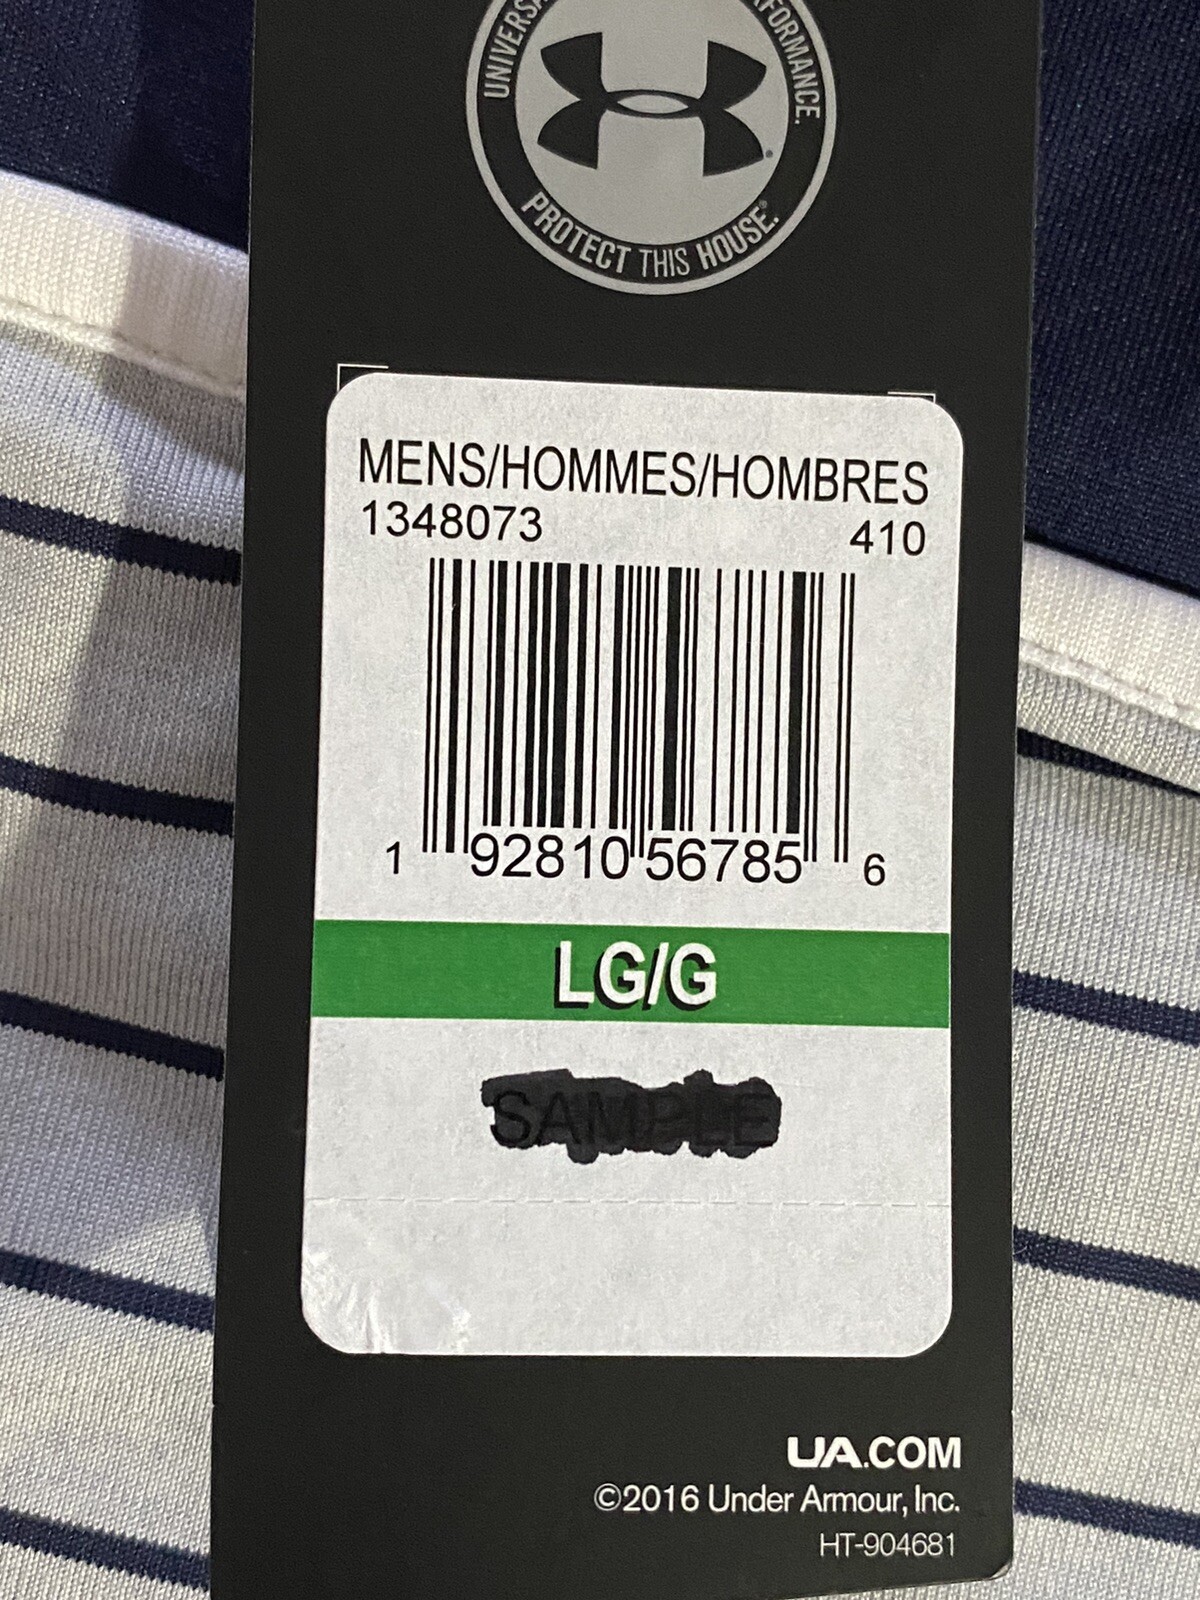 PROTECT THIS HOUSE.®
MENS/HOMMES/HOMBRES
1348073 410
1 92810 56785 6
LG/G
SAMPLE
UA.COM
©2016 Under Armour, Inc.
HT-904681